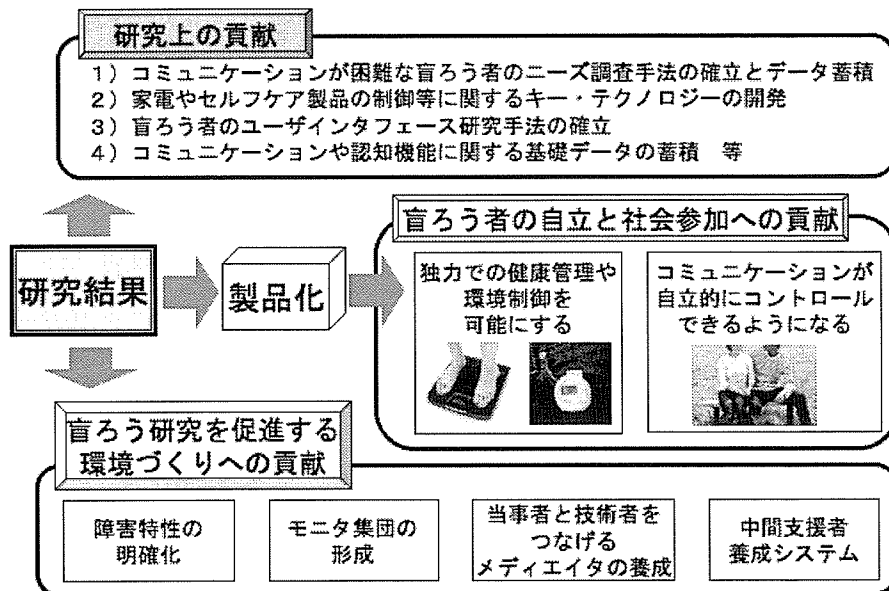 研究上の貢献
1）コミュニケーションが困難な盲ろう者のニーズ調査手法の確立とデータ蓄積
2）家電やセルフケア製品の制御等に関するキー・テクノロジーの開発
3）盲ろう者のユーザインタフェース研究手法の確立
4）コミュニケーションや認知機能に関する基礎データの蓄積　等
研究結果
製品化
盲ろう者の自立と社会参加への貢献
独力での健康管理や
環境制御を
可能にする
コミュニケーションが
自立的にコントロール
できるようになる
盲ろう研究を促進する
環境づくりへの貢献
障害特性の
明確化
モニタ集団の
形成
当事者と技術者を
つなげる
メディエイタの養成
中間支援者
養成システム